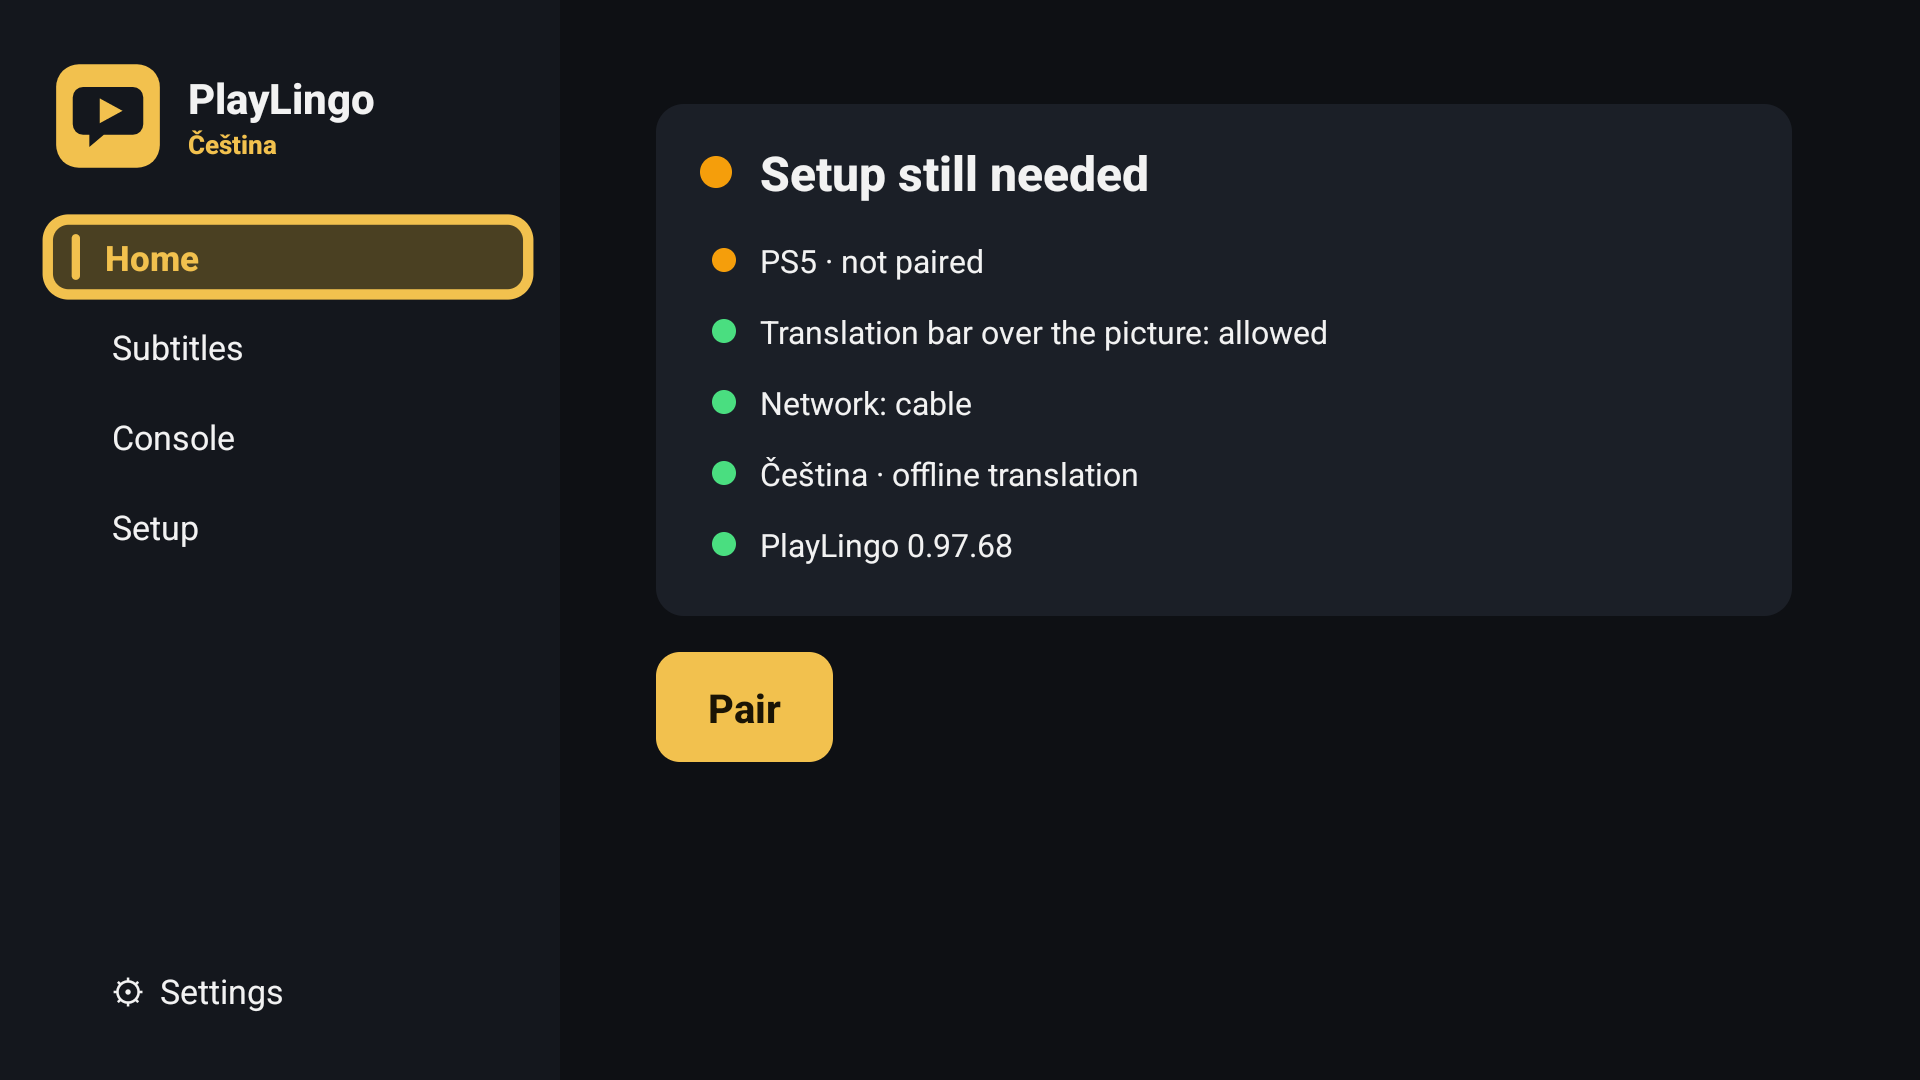 PlayLingo
Čeština
Home
Subtitles
Console
Setup
Settings
Setup still needed
PS5 · not paired
Translation bar over the picture: allowed
Network: cable
Čeština · offline translation
PlayLingo 0.97.68
Pair